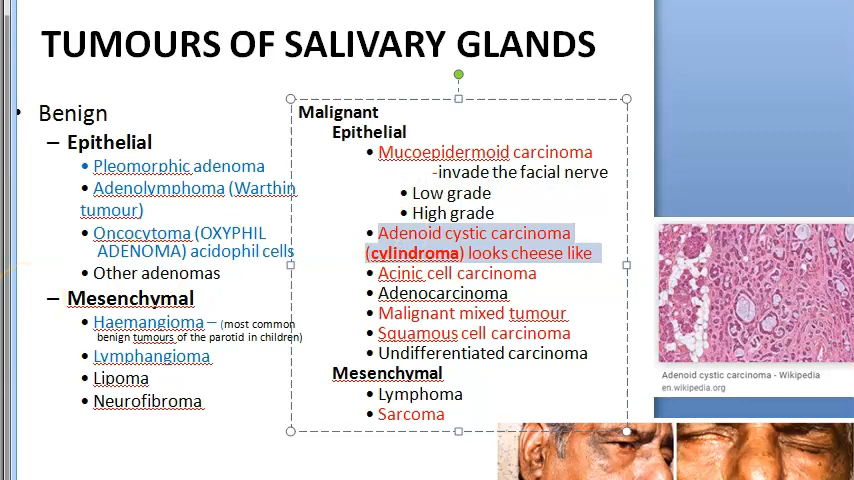 TUMOURS OF SALIVARY GLANDS
• Benign
– Epithelial
• Pleomorphic adenoma
• Adenolymphoma (Warthin
tumour)
• Oncocytoma (OXYPHIL
ADENOMA) acidophil cells
• Other adenomas
– Mesenchymal
• Haemangioma – (most common
benign tumours of the parotid in children)
• Lymphangioma
• Lipoma
• Neurofibroma
Malignant
Epithelial
• Mucoepidermoid carcinoma
-invade the facial nerve
• Low grade
• High grade
• Adenoid cystic carcinoma
(cylindroma) looks cheese like
• Acinic cell carcinoma
• Adenocarcinoma
• Malignant mixed tumour
• Squamous cell carcinoma
• Undifferentiated carcinoma
Mesenchymal
• Lymphoma
• Sarcoma
Adenoid cystic carcinoma - Wikipedia
en.wikipedia.org